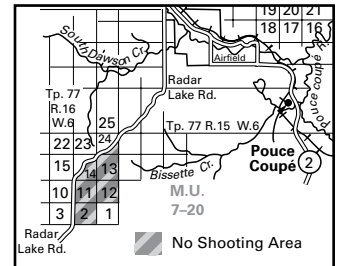 19 20 21
18 17 16
South Dawson Cr.
Airfield
Pouce Coupé R.
Radar
Lake Rd.
Tp. 77
R.16
W.6
25
Tp. 77 R.15 W.6
22 23 24
Pouce
Coupé
2
15 14 13
Bissette Cr.
10 11 12
M.U.
7–20
3 2 1
Radar
Lake Rd.
No Shooting Area